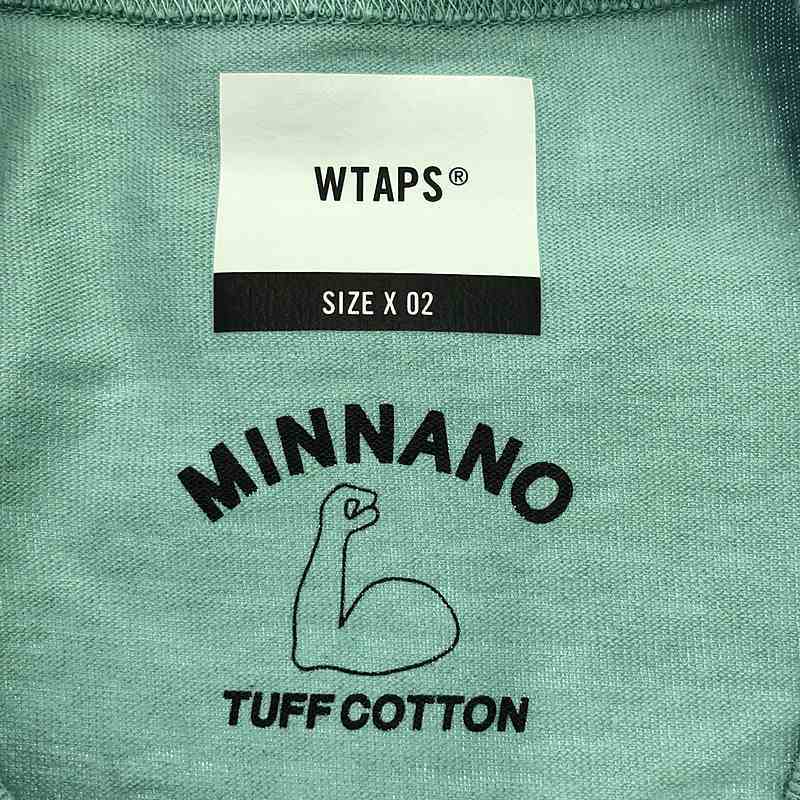 WTAPS®
SIZE X 02
MINNANO
TUFF COTTON